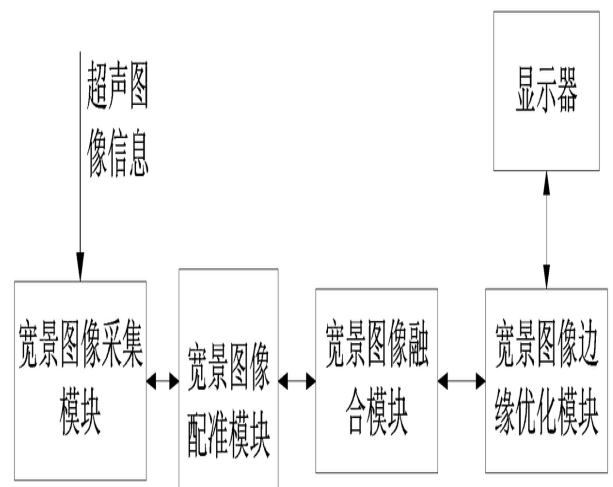 超声图
像信息
显示器
宽景图像采集
模块
宽景图像
配准模块
宽景图像融
合模块
宽景图像边
缘优化模块